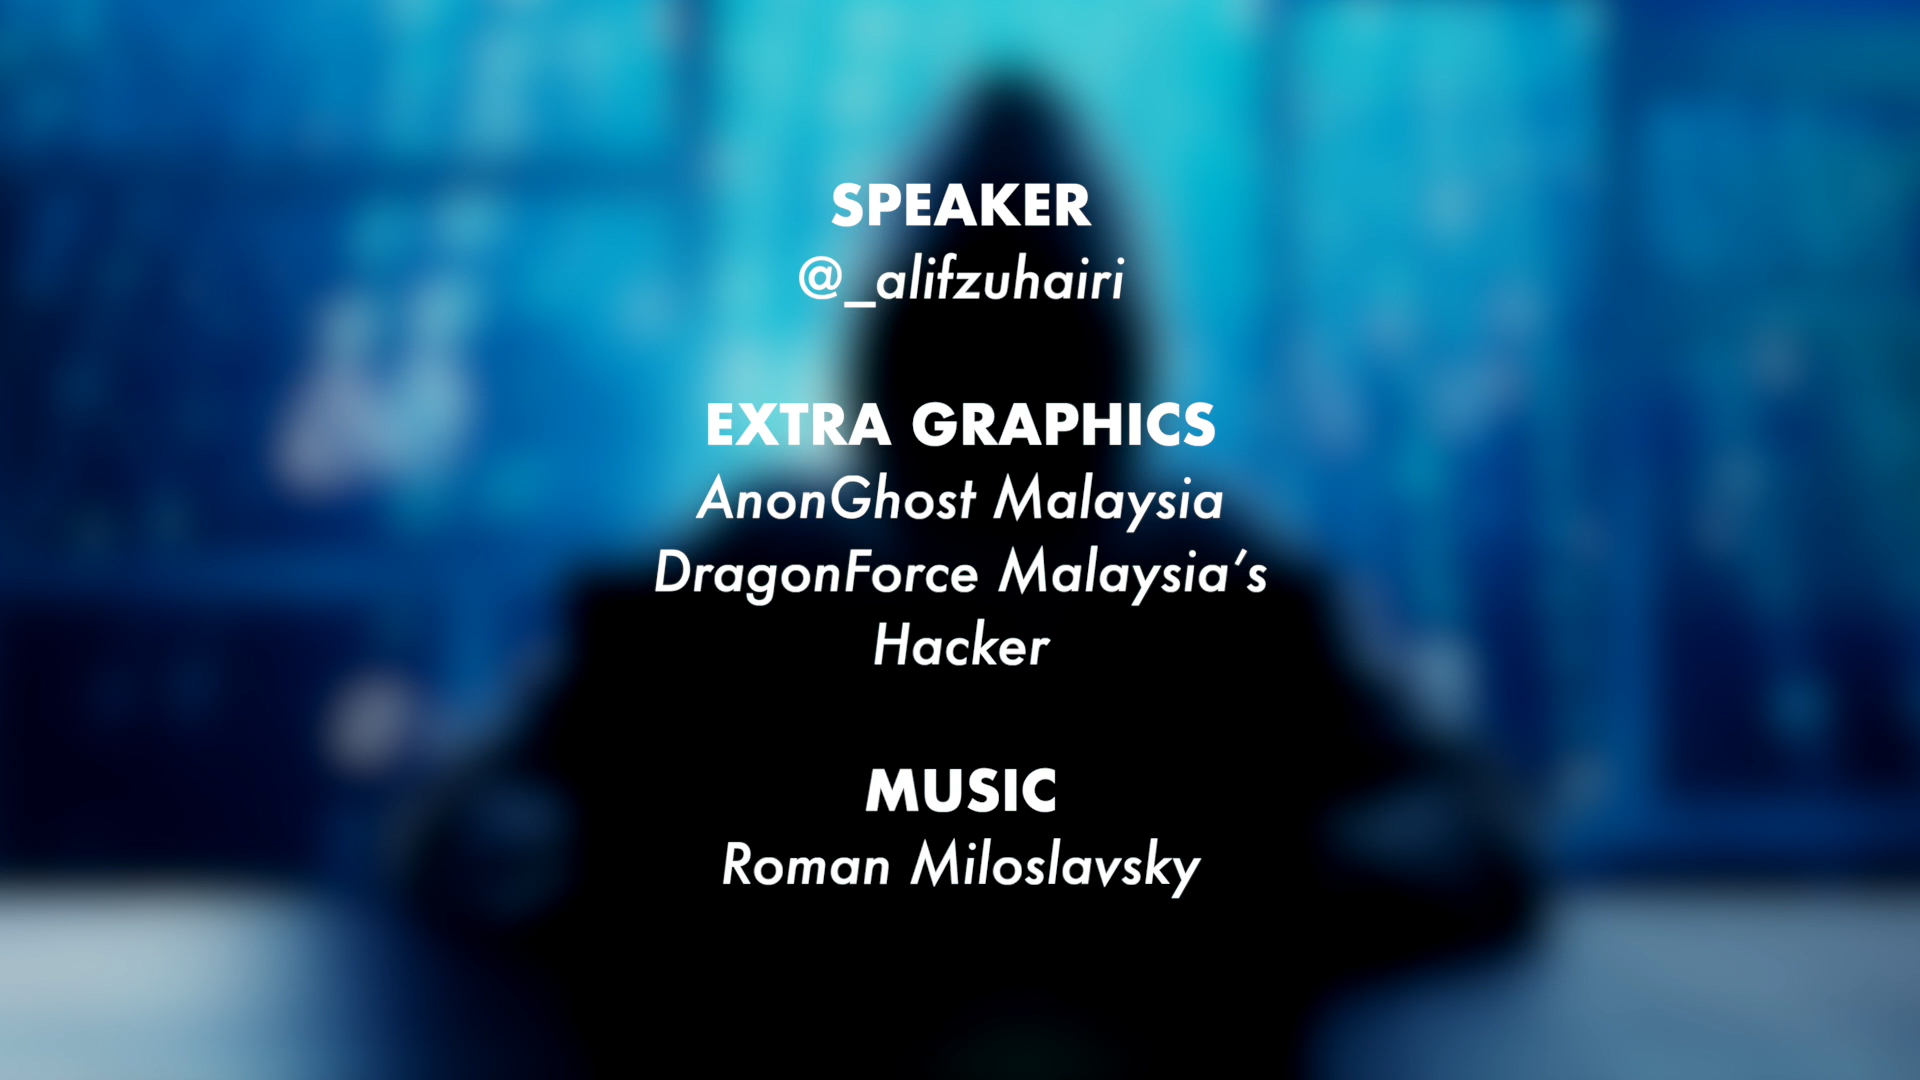 SPEAKER
@_alifzuhairi
EXTRA GRAPHICS
AnonGhost Malaysia
DragonForce Malaysia’s
Hacker
MUSIC
Roman Miloslavsky